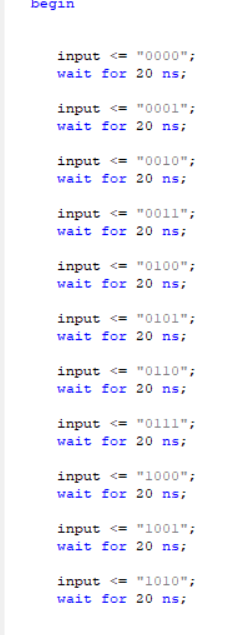 begin
input <= "0000";
wait for 20 ns;
input <= "0001";
wait for 20 ns;
input <= "0010";
wait for 20 ns;
input <= "0011";
wait for 20 ns;
input <= "0100";
wait for 20 ns;
input <= "0101";
wait for 20 ns;
input <= "0110";
wait for 20 ns;
input <= "0111";
wait for 20 ns;
input <= "1000";
wait for 20 ns;
input <= "1001";
wait for 20 ns;
input <= "1010";
wait for 20 ns;